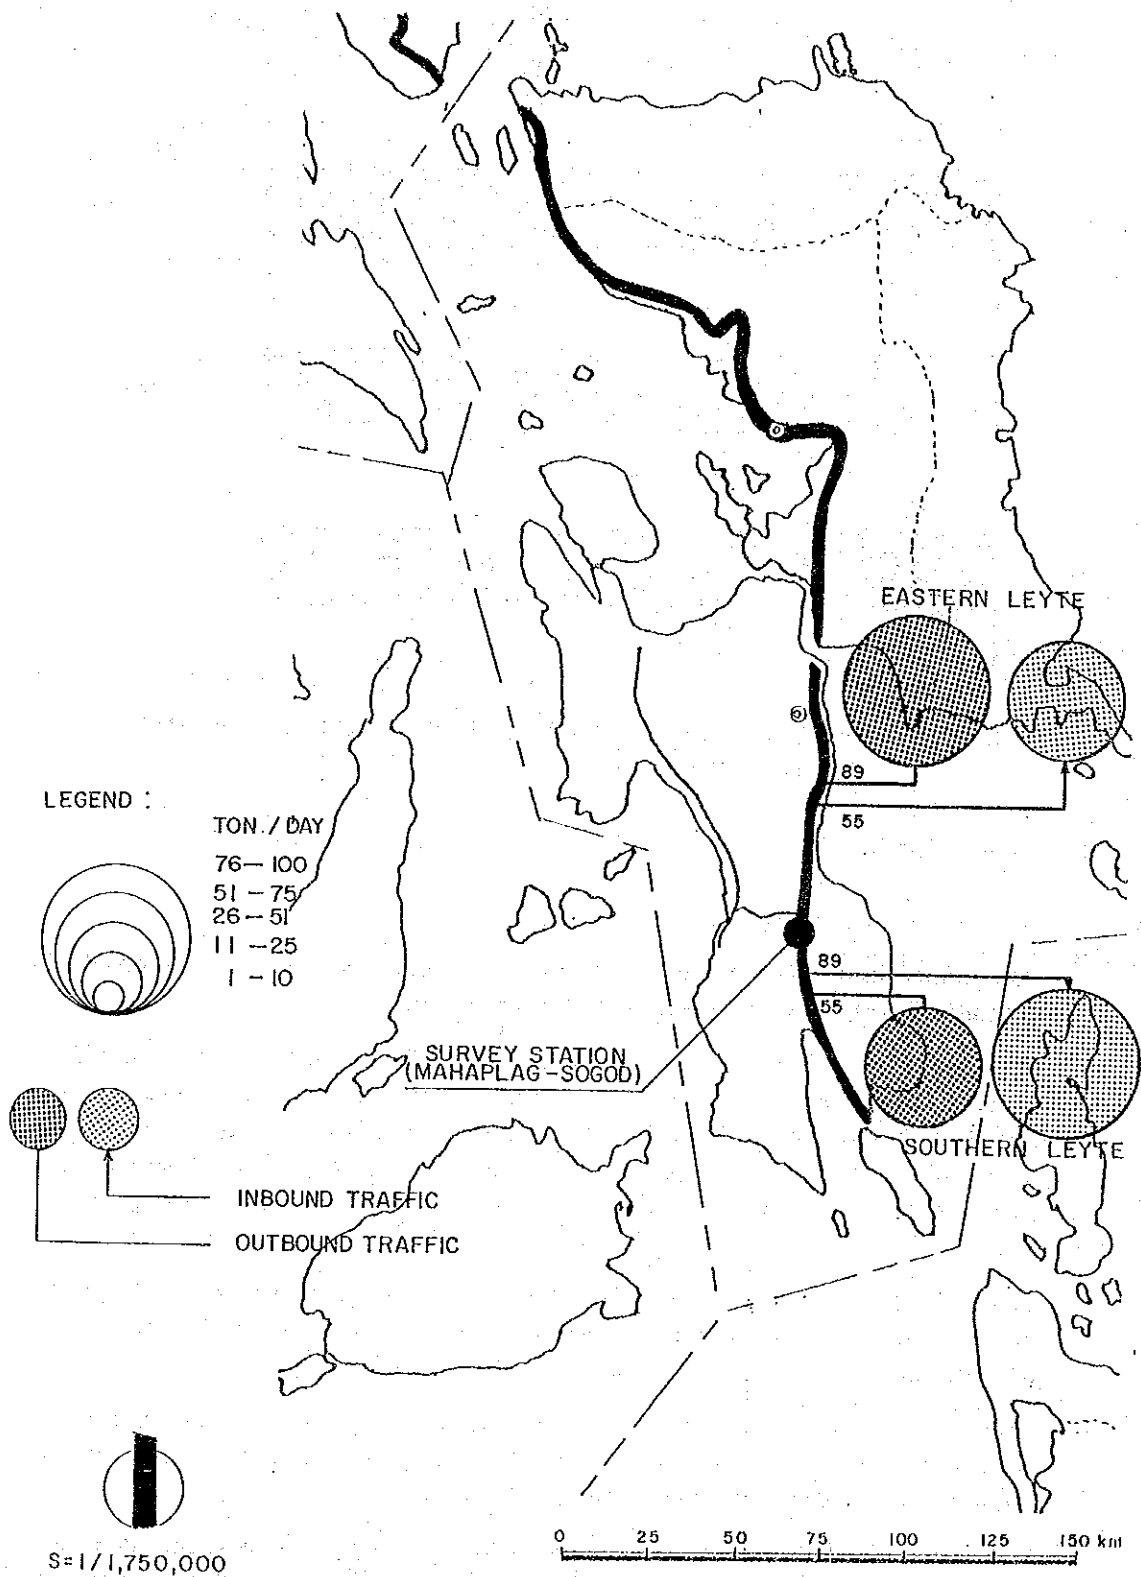 EASTERN LEYTE
89
55
LEGEND :
TON./DAY
76-100
51-75
26-51
11-25
1-10
89
55
SURVEY STATION
(MAHAPLAG-SOGOD)
SOUTHERN LEYTE
INBOUND TRAFFIC
OUTBOUND TRAFFIC
0 25 50 75 100 125 150 km
S=1/1,750,000